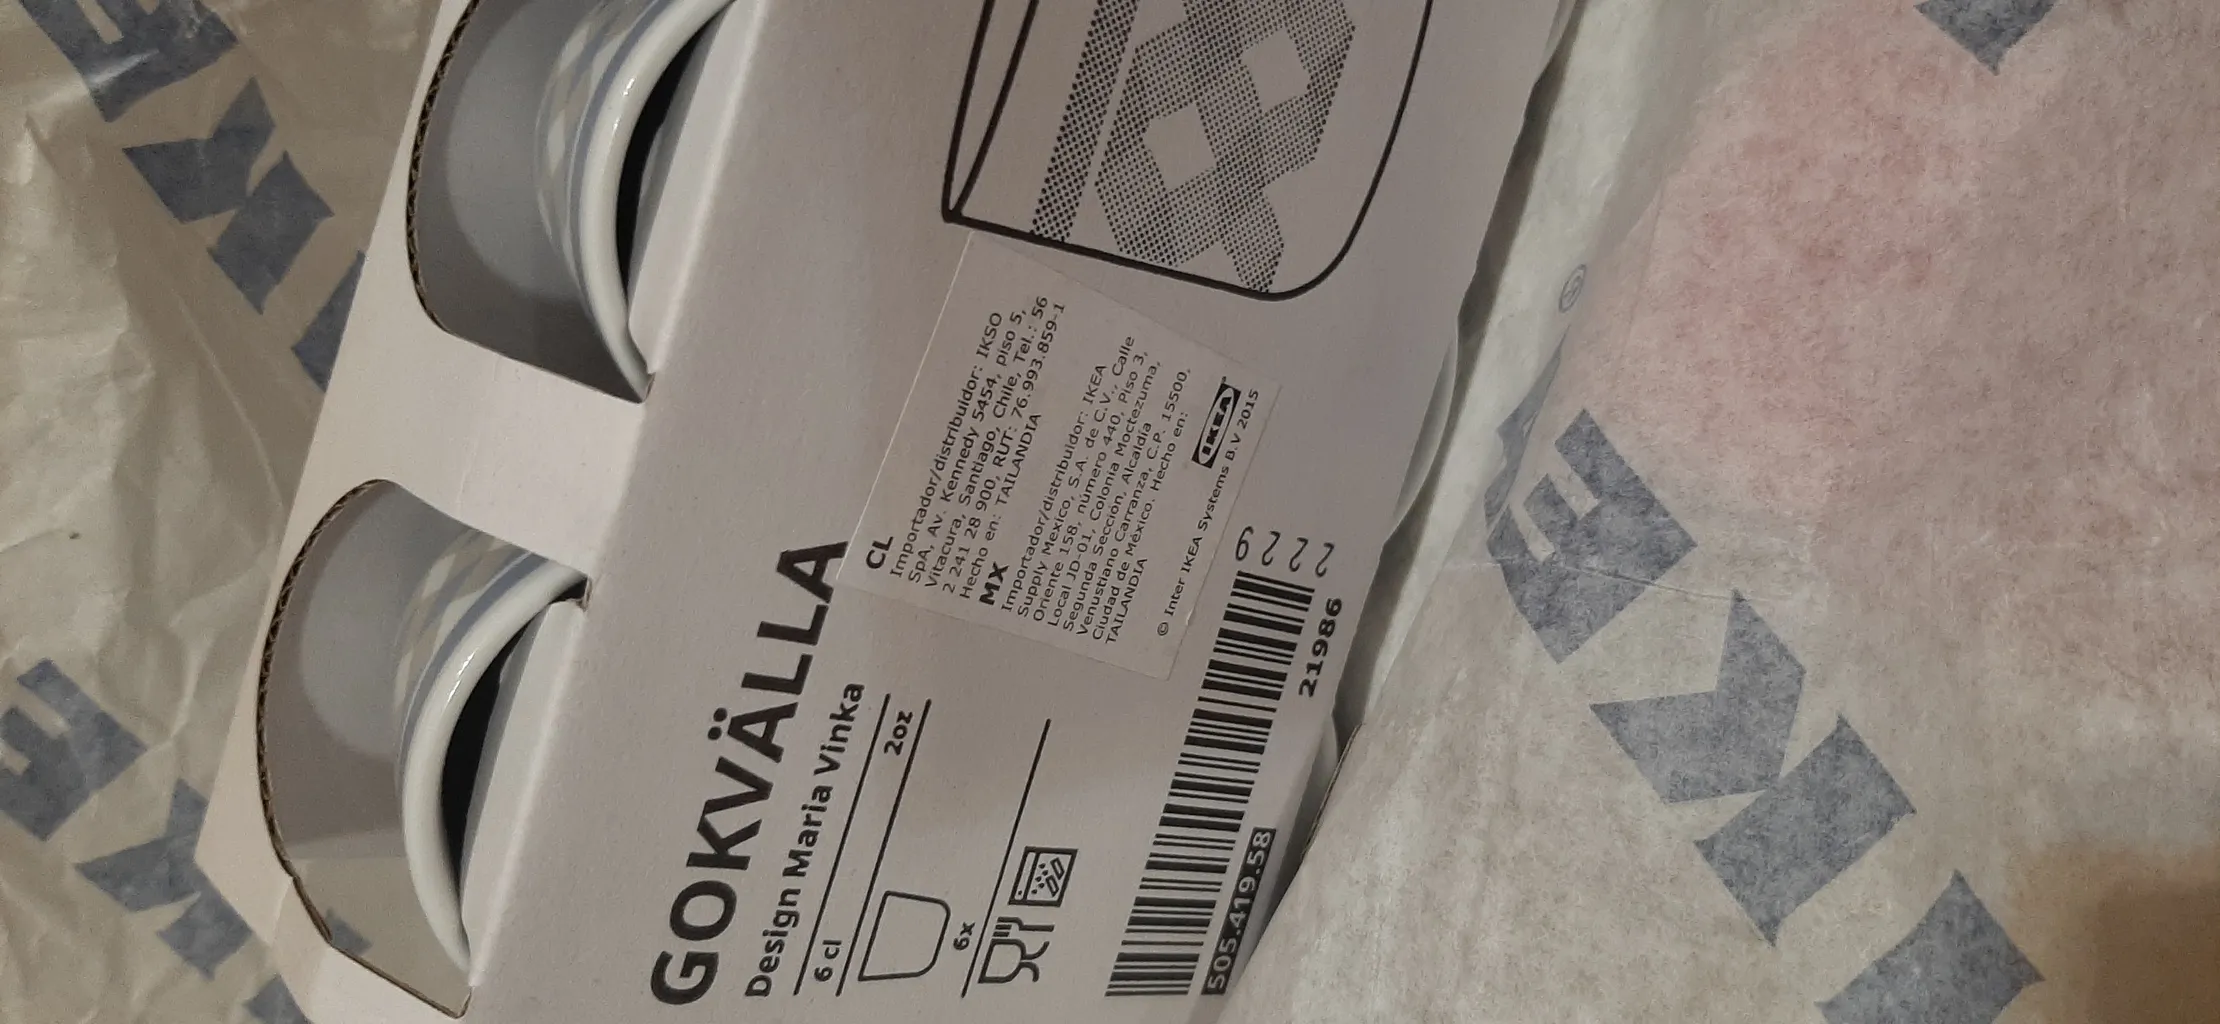 GOKVÄLLA
Design Maria Vinka
6 cl
2oz
6x
CL
Importador/distribuidor: IKSO
SpA, Av. Kennedy 5454, piso 5,
Vitacura, Santiago, Chile, Tel.: 56
2 241 28 900, RUT: 76.993.859-1
Hecho en: TAILANDIA
MX
Importador/distribuidor: IKEA
Supply Mexico, S.A. de C.V., Calle
Oriente 158, número 440, Piso 3,
Local JD-01, Colonia Moctezuma,
Segunda Sección, Alcaldía
Venustiano Carranza, C.P. 15500,
Ciudad de México. Hecho en:
TAILANDIA
IKEA
© Inter IKEA Systems B.V 2015
2229
21986
505.419.58
IKEA
IKEA
IKEA